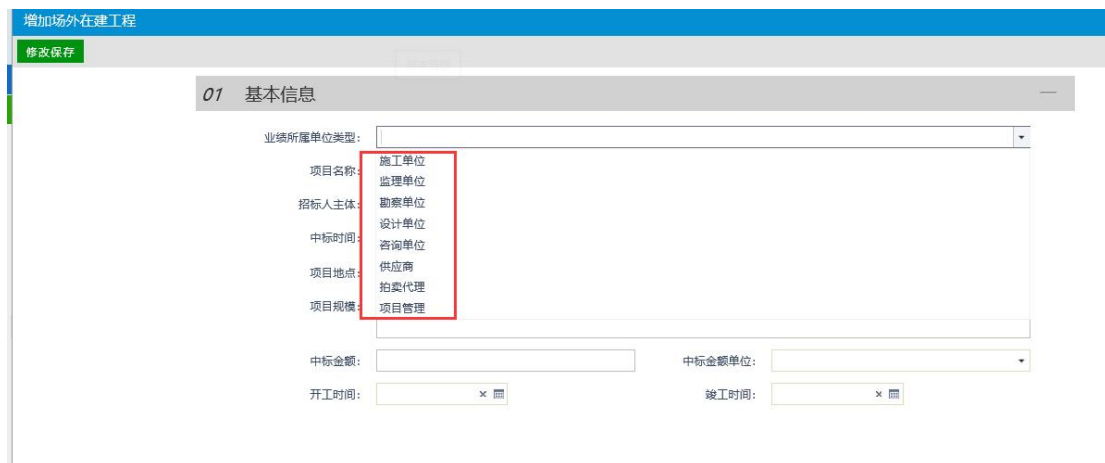 增加场外在建工程
修改保存
01 基本信息
业绩所属单位类型:
施工单位
项目名称:
监理单位
招标人主体:
勘察单位
设计单位
中标时间:
咨询单位
项目地点:
供应商
拍卖代理
项目规模:
项目管理
中标金额:
中标金额单位:
开工时间:
竣工时间: